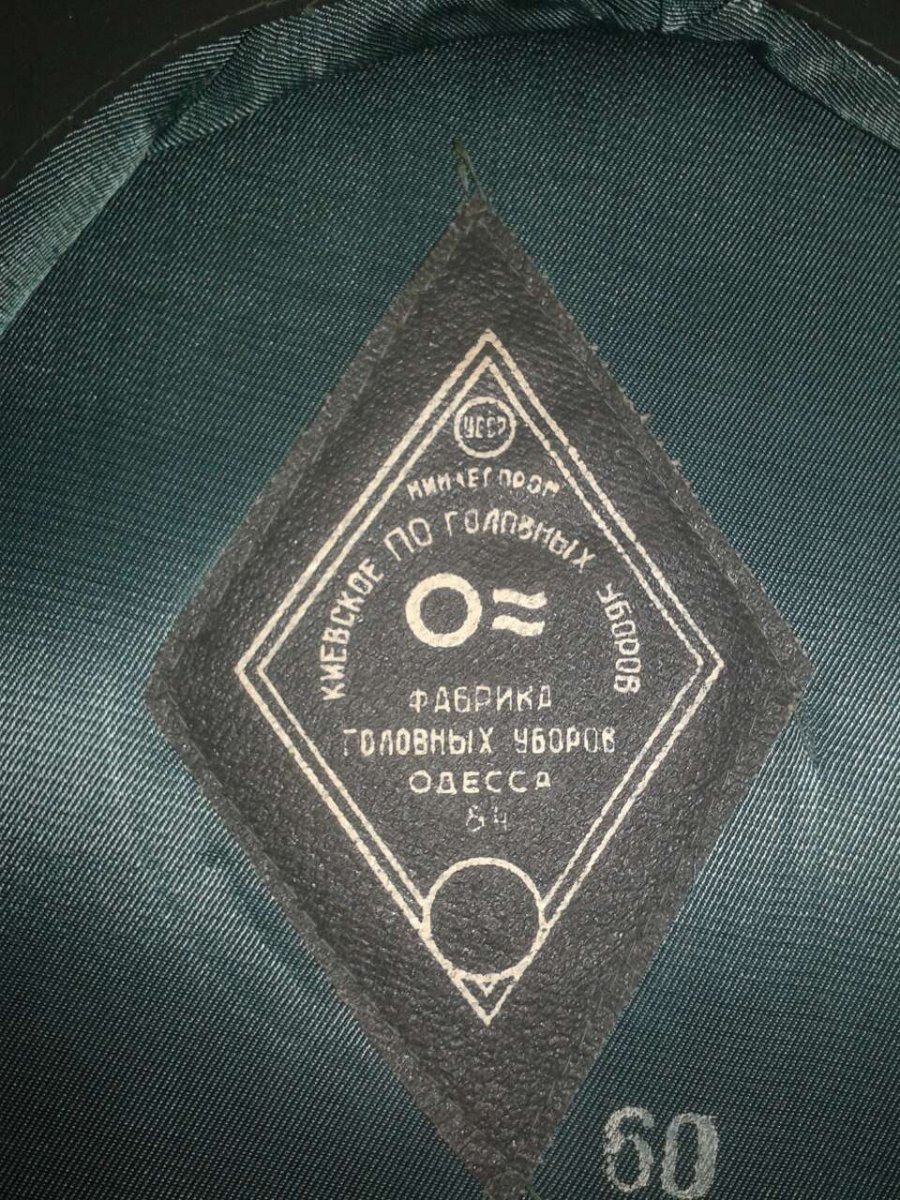 УССР
МИНЛЕГПРОМ
КИЕВСКОЕ ПО ГОЛОВНЫХ УБОРОВ
ФАБРИКА
ГОЛОВНЫХ УБОРОВ
ОДЕССА
84
60